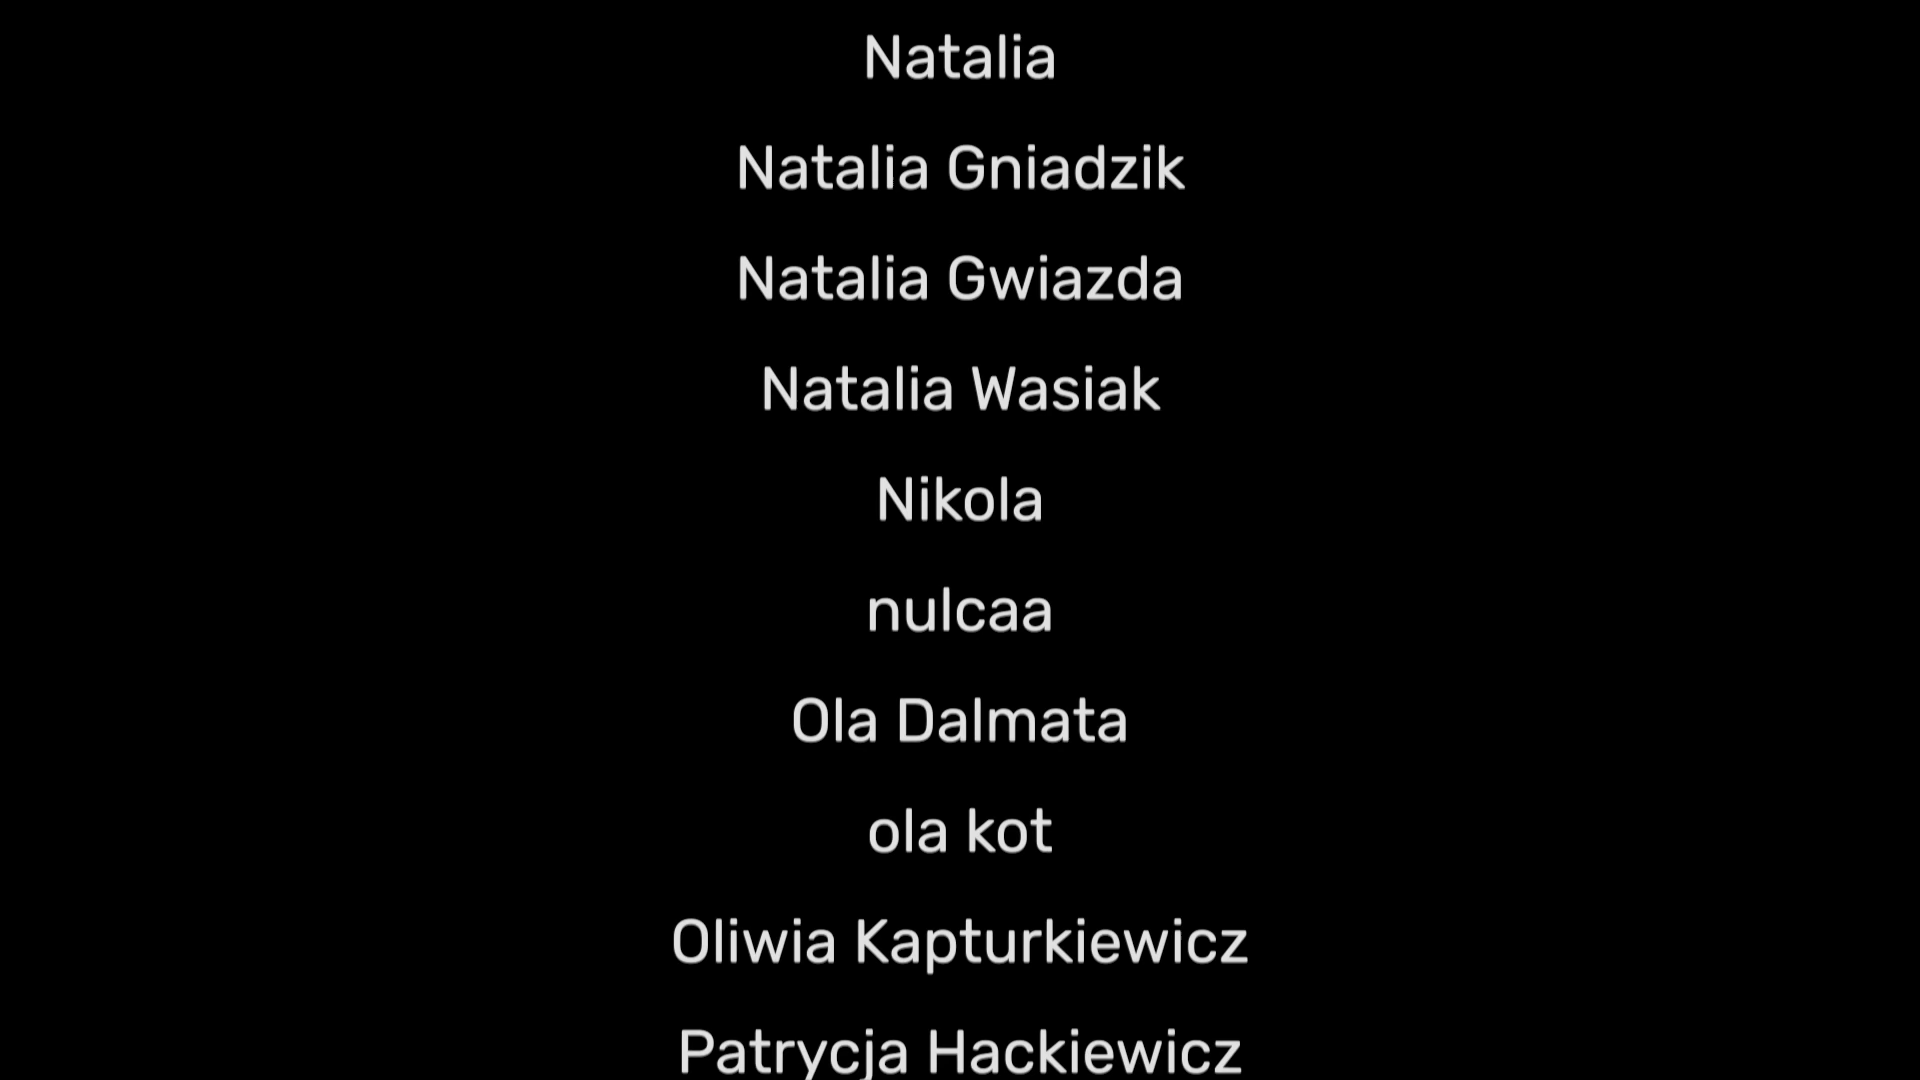 Natalia
Natalia Gniadzik
Natalia Gwiazda
Natalia Wasiak
Nikola
nulcaa
Ola Dalmata
ola kot
Oliwia Kapturkiewicz
Patrycja Hackiewicz